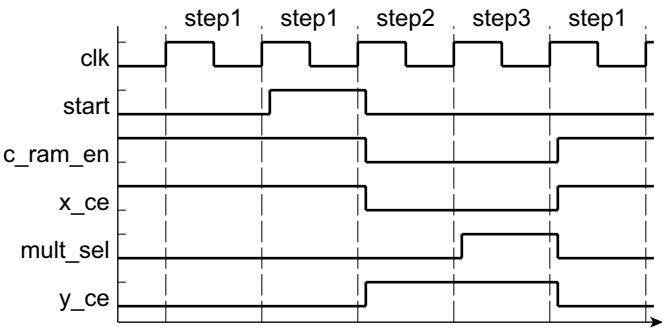 step1 step1 step2 step3 step1
clk
start
c_ram_en
x_ce
mult_sel
y_ce